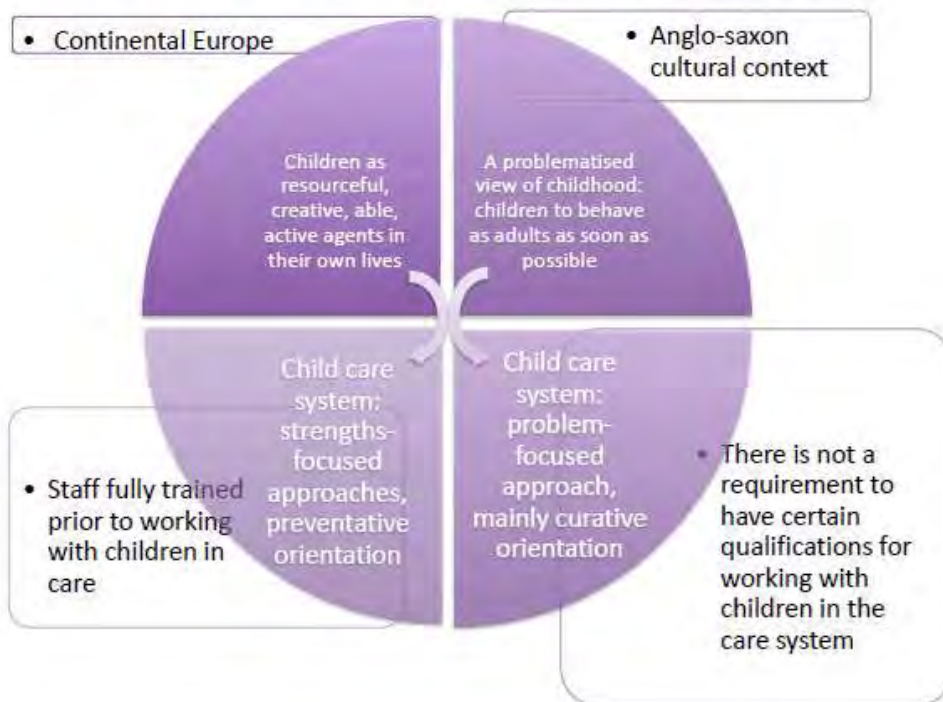 • Continental Europe
• Anglo-saxon
cultural context
Children as
resourceful,
creative, able,
active agents in
their own lives
A problematised
view of childhood:
children to behave
as adults as soon as
possible
Child care
system:
strengths-
focused
approaches,
preventative
orientation
Child care
system:
problem-
focused
approach,
mainly curative
orientation
• Staff fully trained
prior to working
with children in
care
• There is not a
requirement to
have certain
qualifications for
working with
children in the
care system